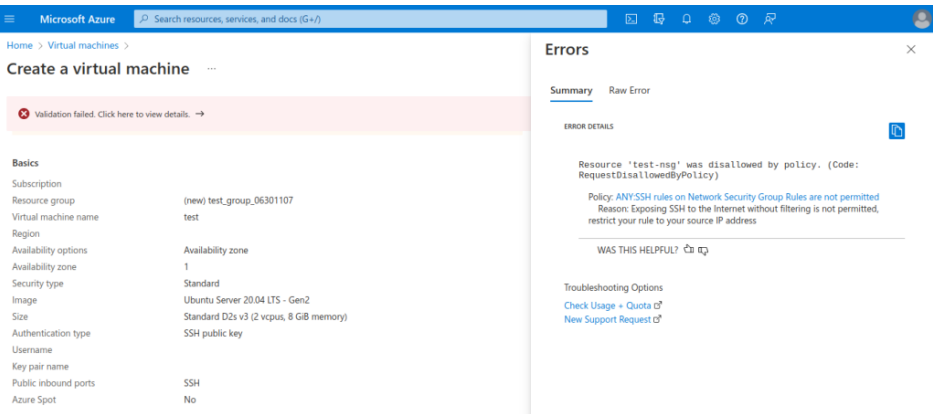 Microsoft Azure
Search resources, services, and docs (G+/)
Home > Virtual machines >
Create a virtual machine ...
Validation failed. Click here to view details. →
Basics
Subscription
Resource group (new) test_group_06301107
Virtual machine name test
Region
Availability options Availability zone
Availability zone 1
Security type Standard
Image Ubuntu Server 20.04 LTS - Gen2
Size Standard D2s v3 (2 vcpus, 8 GiB memory)
Authentication type SSH public key
Username
Key pair name
Public inbound ports SSH
Azure Spot No
Errors
Summary Raw Error
ERROR DETAILS
Resource 'test-nsg' was disallowed by policy. (Code:
RequestDisallowedByPolicy)
Policy: ANY:SSH rules on Network Security Group Rules are not permitted
Reason: Exposing SSH to the Internet without filtering is not permitted,
restrict your rule to your source IP address
WAS THIS HELPFUL?
Troubleshooting Options
Check Usage + Quota
New Support Request